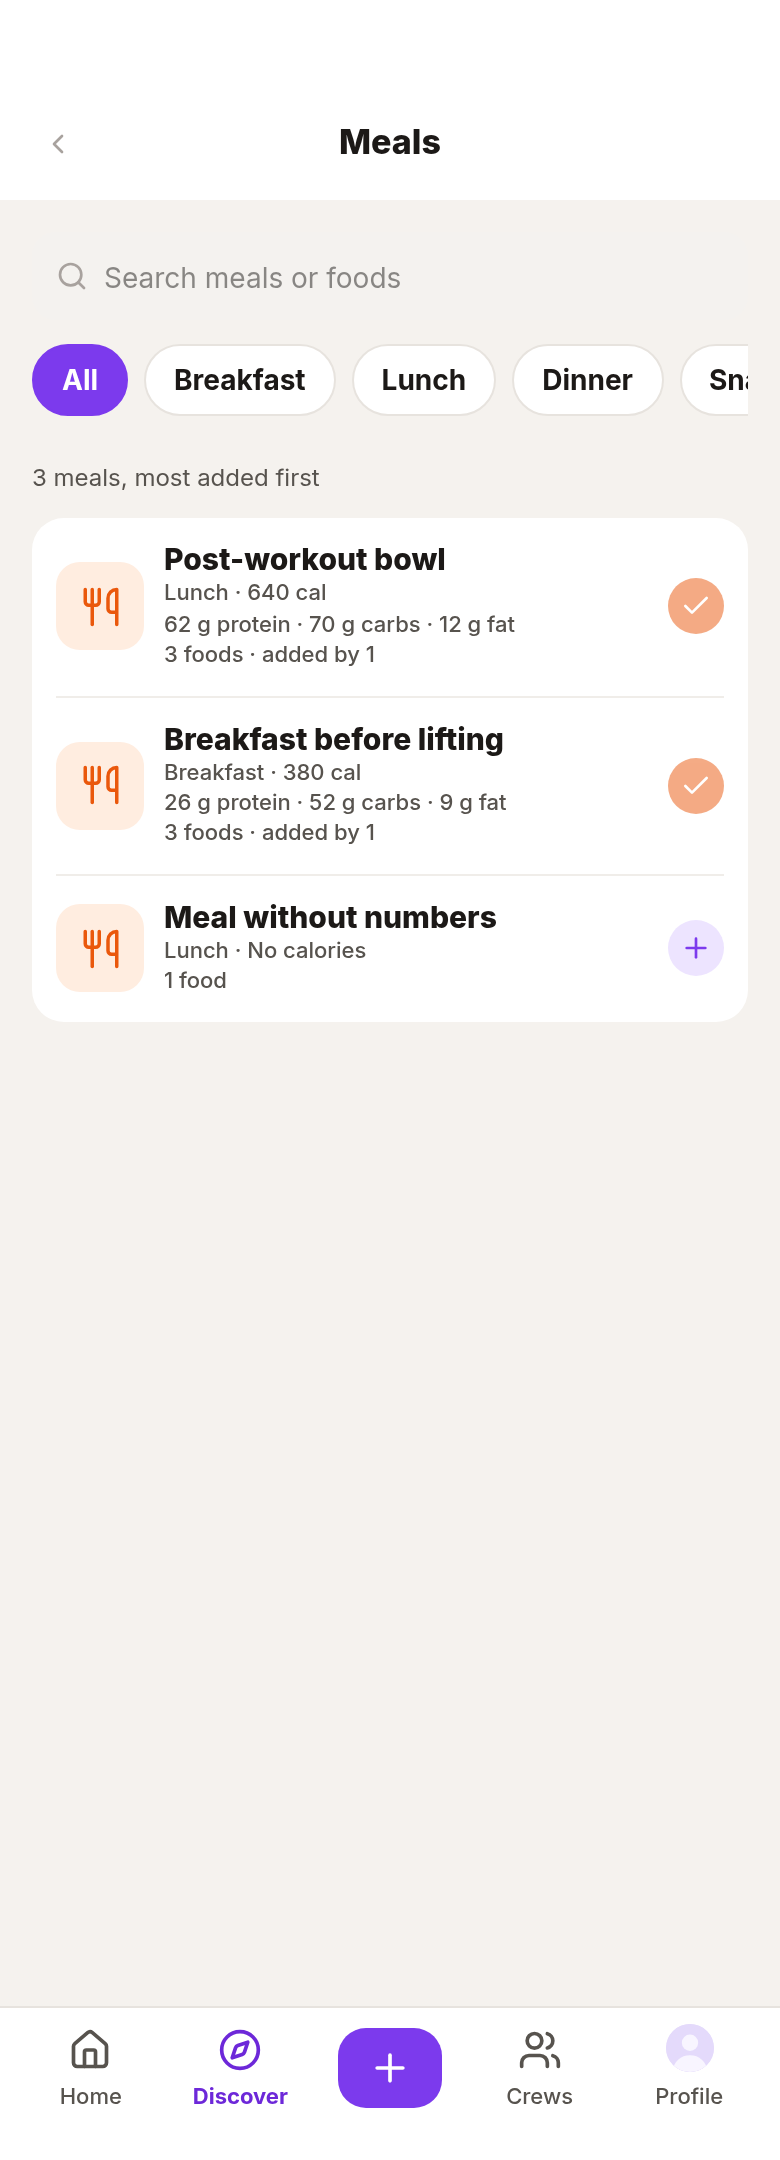 Meals
Search meals or foods
All
Breakfast
Lunch
Dinner
Sna
3 meals, most added first
Post-workout bowl
Lunch · 640 cal
62 g protein · 70 g carbs · 12 g fat
3 foods · added by 1
Breakfast before lifting
Breakfast · 380 cal
26 g protein · 52 g carbs · 9 g fat
3 foods · added by 1
Meal without numbers
Lunch · No calories
1 food
Home
Discover
Crews
Profile